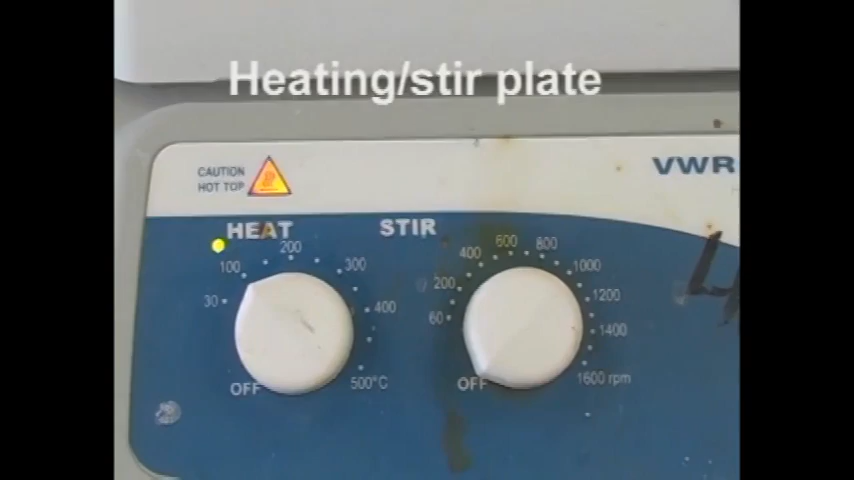 Heating/stir plate
CAUTION
HOT TOP
VWR
HEAT
STIR
30
100
200
300
400
500°C
OFF
60
200
400
600
800
1000
1200
1400
1600 rpm
OFF
4